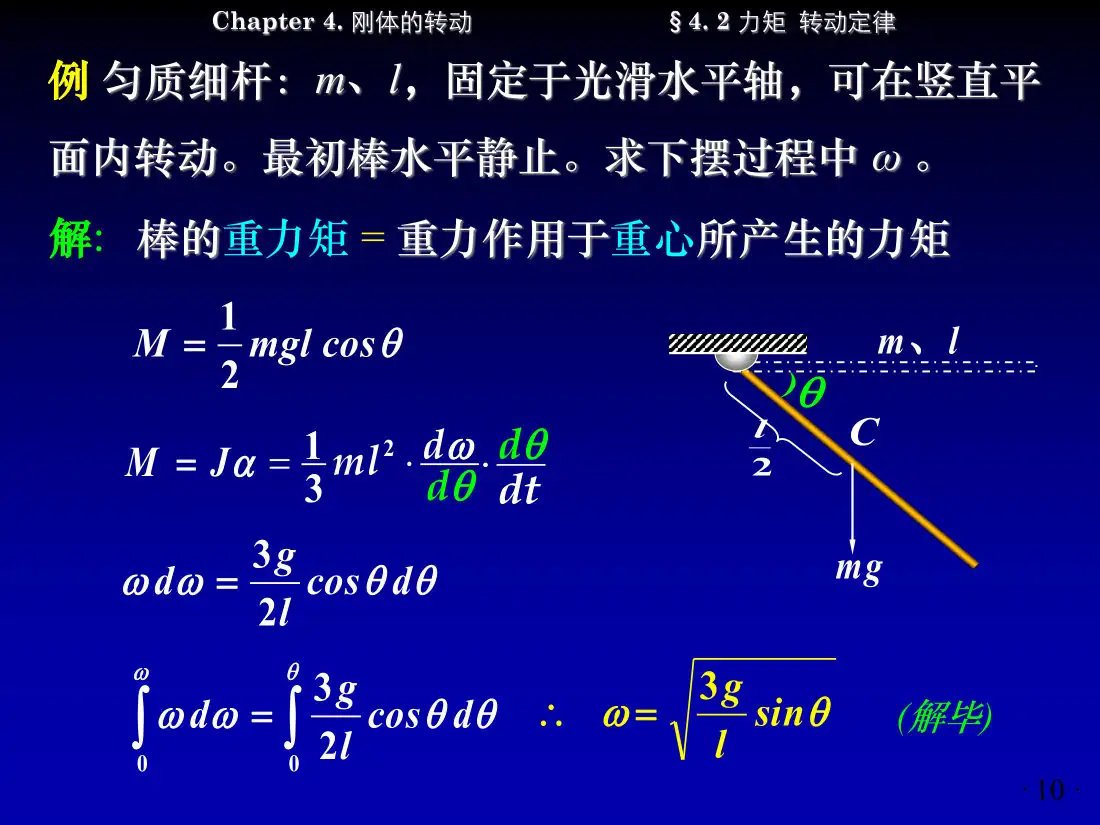 Chapter 4. 刚体的转动 §4. 2 力矩 转动定律
例 匀质细杆：m、l，固定于光滑水平轴，可在竖直平
面内转动。最初棒水平静止。求下摆过程中 ω 。
解: 棒的重力矩 = 重力作用于重心所产生的力矩
M = 1/2 mgl cosθ
m、l
θ
l/2
C
mg
M = Jα = 1/3 ml² · dω/dθ · dθ/dt
ω dω = 3g/2l cosθ dθ
∫₀^ω ω dω = ∫₀^θ 3g/2l cosθ dθ ∴ ω = √(3g/l) sinθ (解毕)
· 10 ·